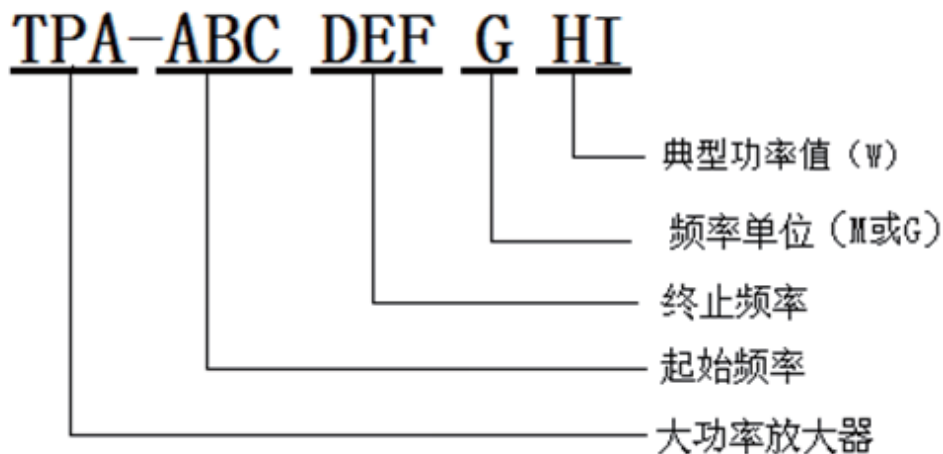 TPA-ABC DEF G HI
典型功率值（W）
频率单位（M或G）
终止频率
起始频率
大功率放大器